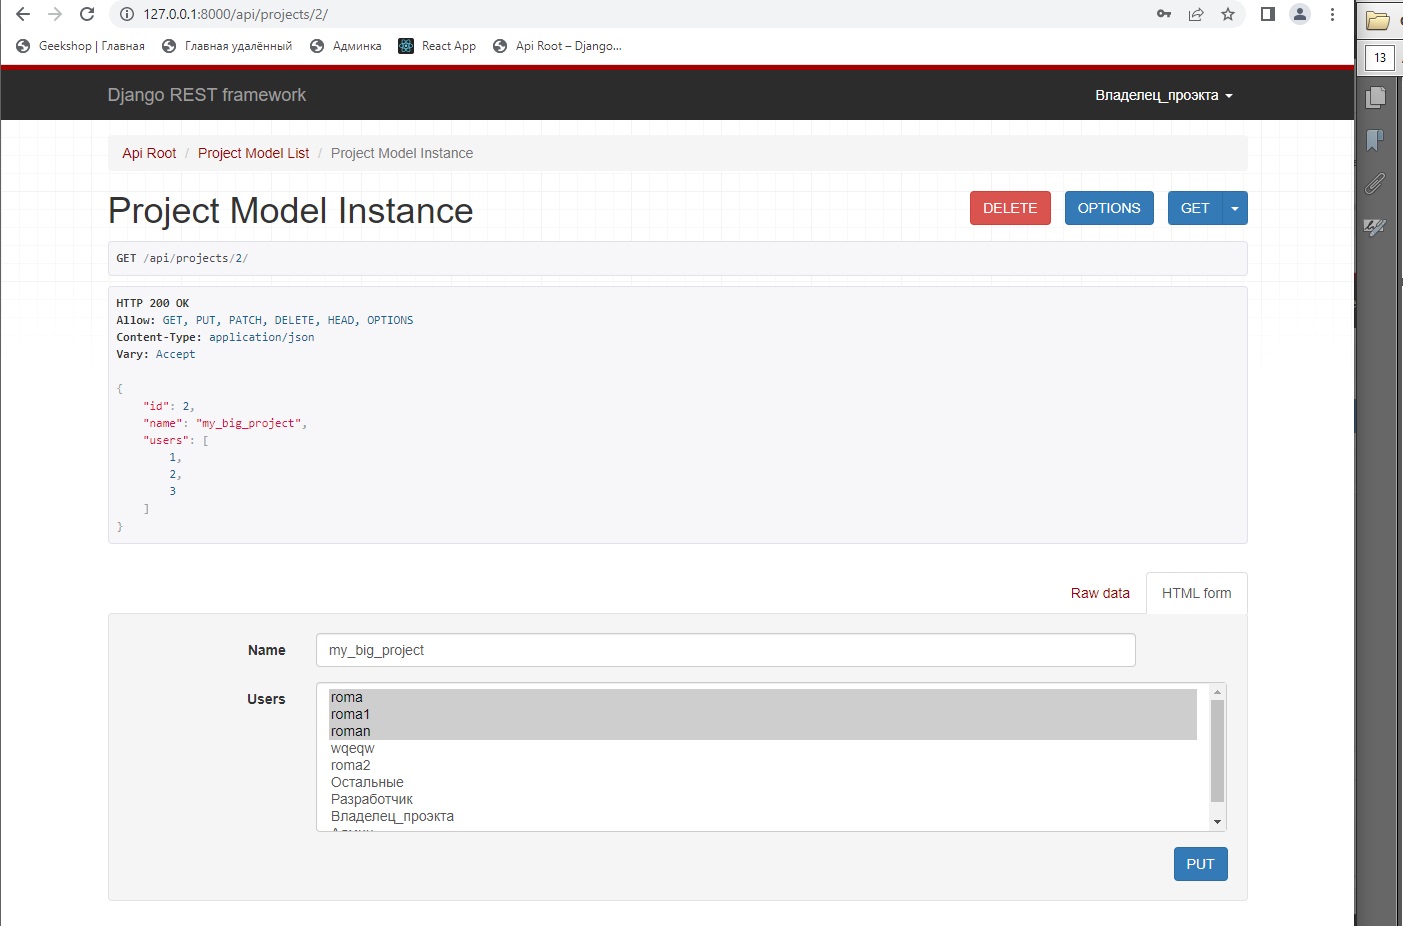 127.0.0.1:8000/api/projects/2/
Geekshop | Главная Главная удалённый Админка React App Api Root – Django...
13
Django REST framework Владелец_проэкта
Api Root / Project Model List / Project Model Instance
Project Model Instance DELETE OPTIONS GET
GET /api/projects/2/
HTTP 200 OK
Allow: GET, PUT, PATCH, DELETE, HEAD, OPTIONS
Content-Type: application/json
Vary: Accept
{
"id": 2,
"name": "my_big_project",
"users": [
1,
2,
3
]
}
Raw data HTML form
Name my_big_project
Users
roma
roma1
roman
wqeqw
roma2
Остальные
Разработчик
Владелец_проэкта
PUT